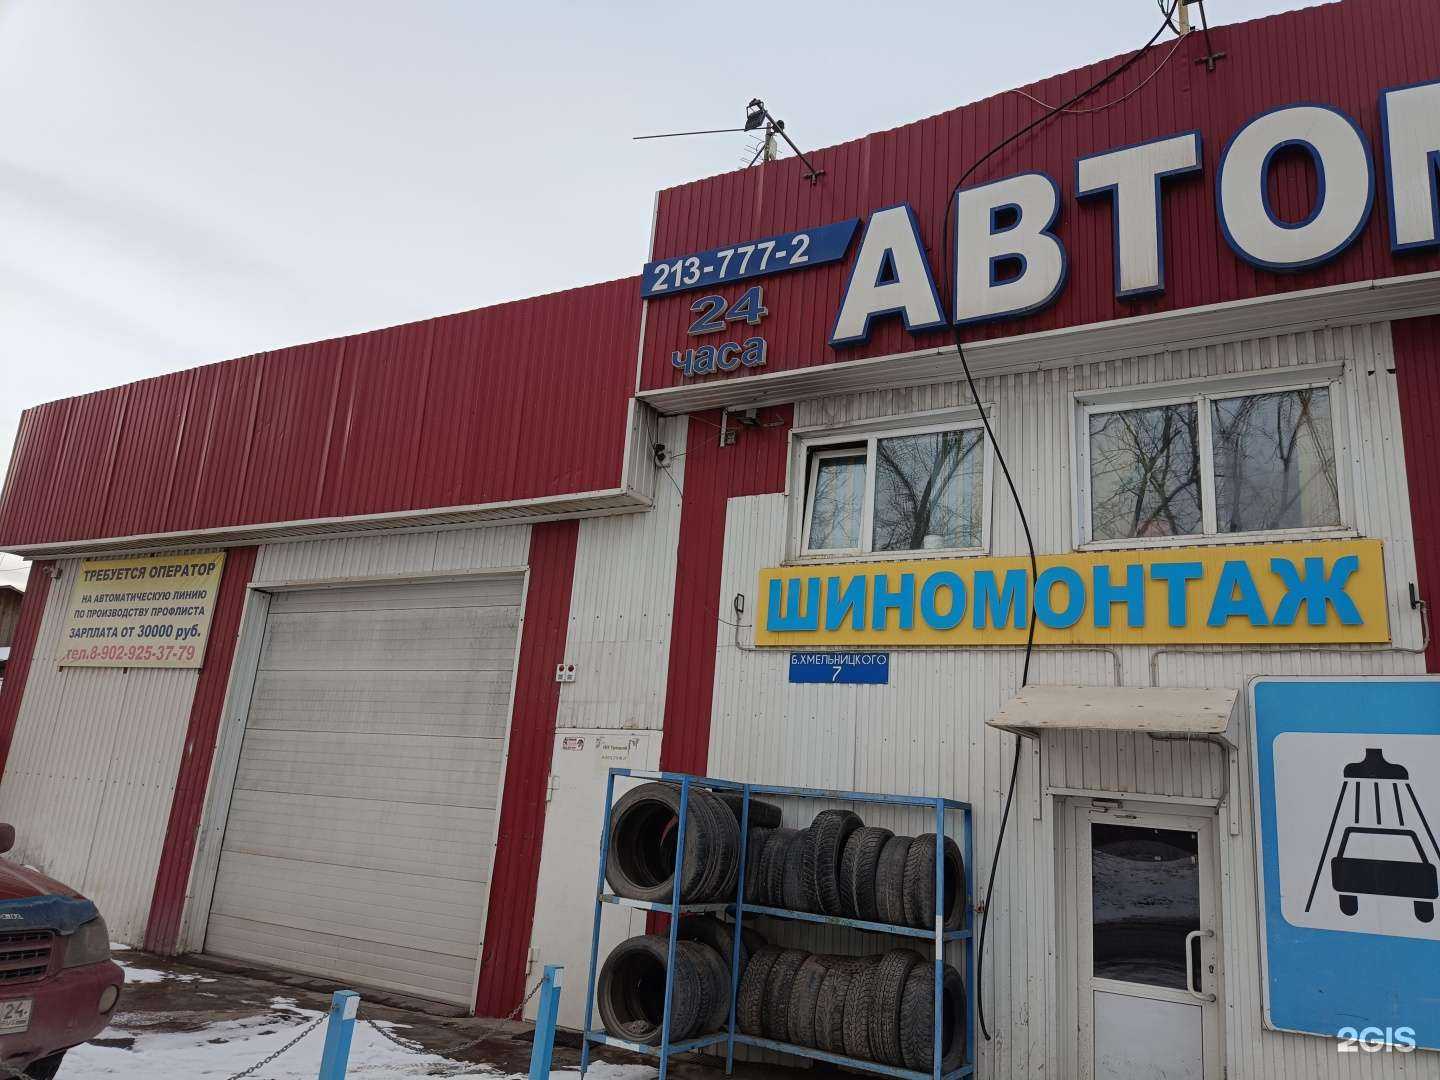 213-777-2
24
часа
АВТОМ
ТРЕБУЕТСЯ ОПЕРАТОР
НА АВТОМАТИЧЕСКУЮ ЛИНИЮ
ПО ПРОИЗВОДСТВУ ПРОФЛИСТА
ЗАРПЛАТА ОТ 30000 руб.
тел.8-902-925-37-79
ШИНОМОНТАЖ
Б.ХМЕЛЬНИЦКОГО
7
24
2GIS